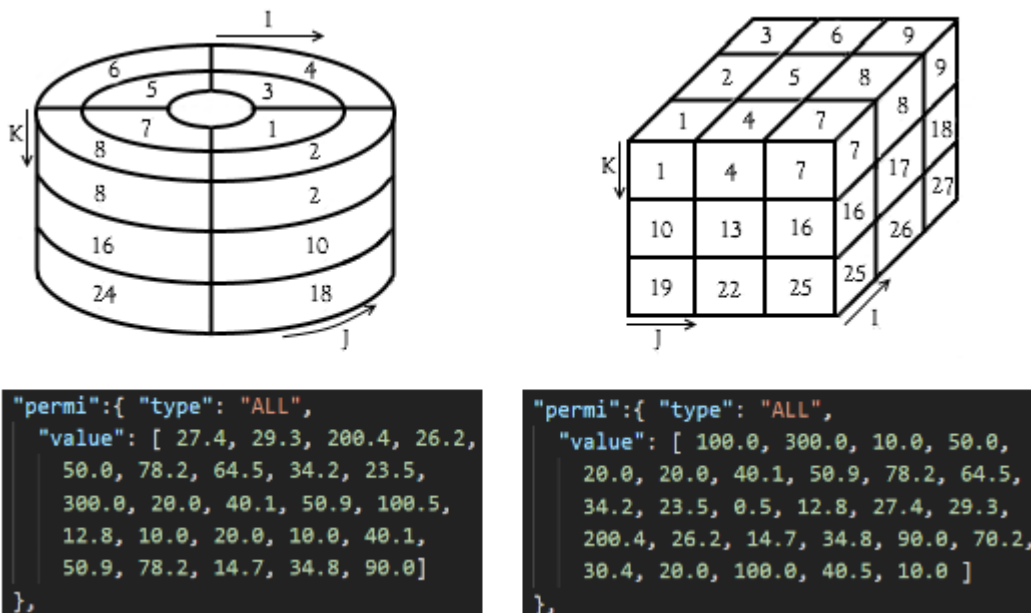 I
6 4
5 3
K
7 1
8 2
8 2
16 10
24 18
J
3 6 9
2 5 8 9
1 4 7 8 18
K 1 4 7 7 17 27
10 13 16 16 26
19 22 25 25
J I
"permi":{ "type": "ALL",
"value": [ 27.4, 29.3, 200.4, 26.2,
50.0, 78.2, 64.5, 34.2, 23.5,
300.0, 20.0, 40.1, 50.9, 100.5,
12.8, 10.0, 20.0, 10.0, 40.1,
50.9, 78.2, 14.7, 34.8, 90.0]
},
"permi":{ "type": "ALL",
"value": [ 100.0, 300.0, 10.0, 50.0,
20.0, 20.0, 40.1, 50.9, 78.2, 64.5,
34.2, 23.5, 0.5, 12.8, 27.4, 29.3,
200.4, 26.2, 14.7, 34.8, 90.0, 70.2,
30.4, 20.0, 100.0, 40.5, 10.0 ]
},